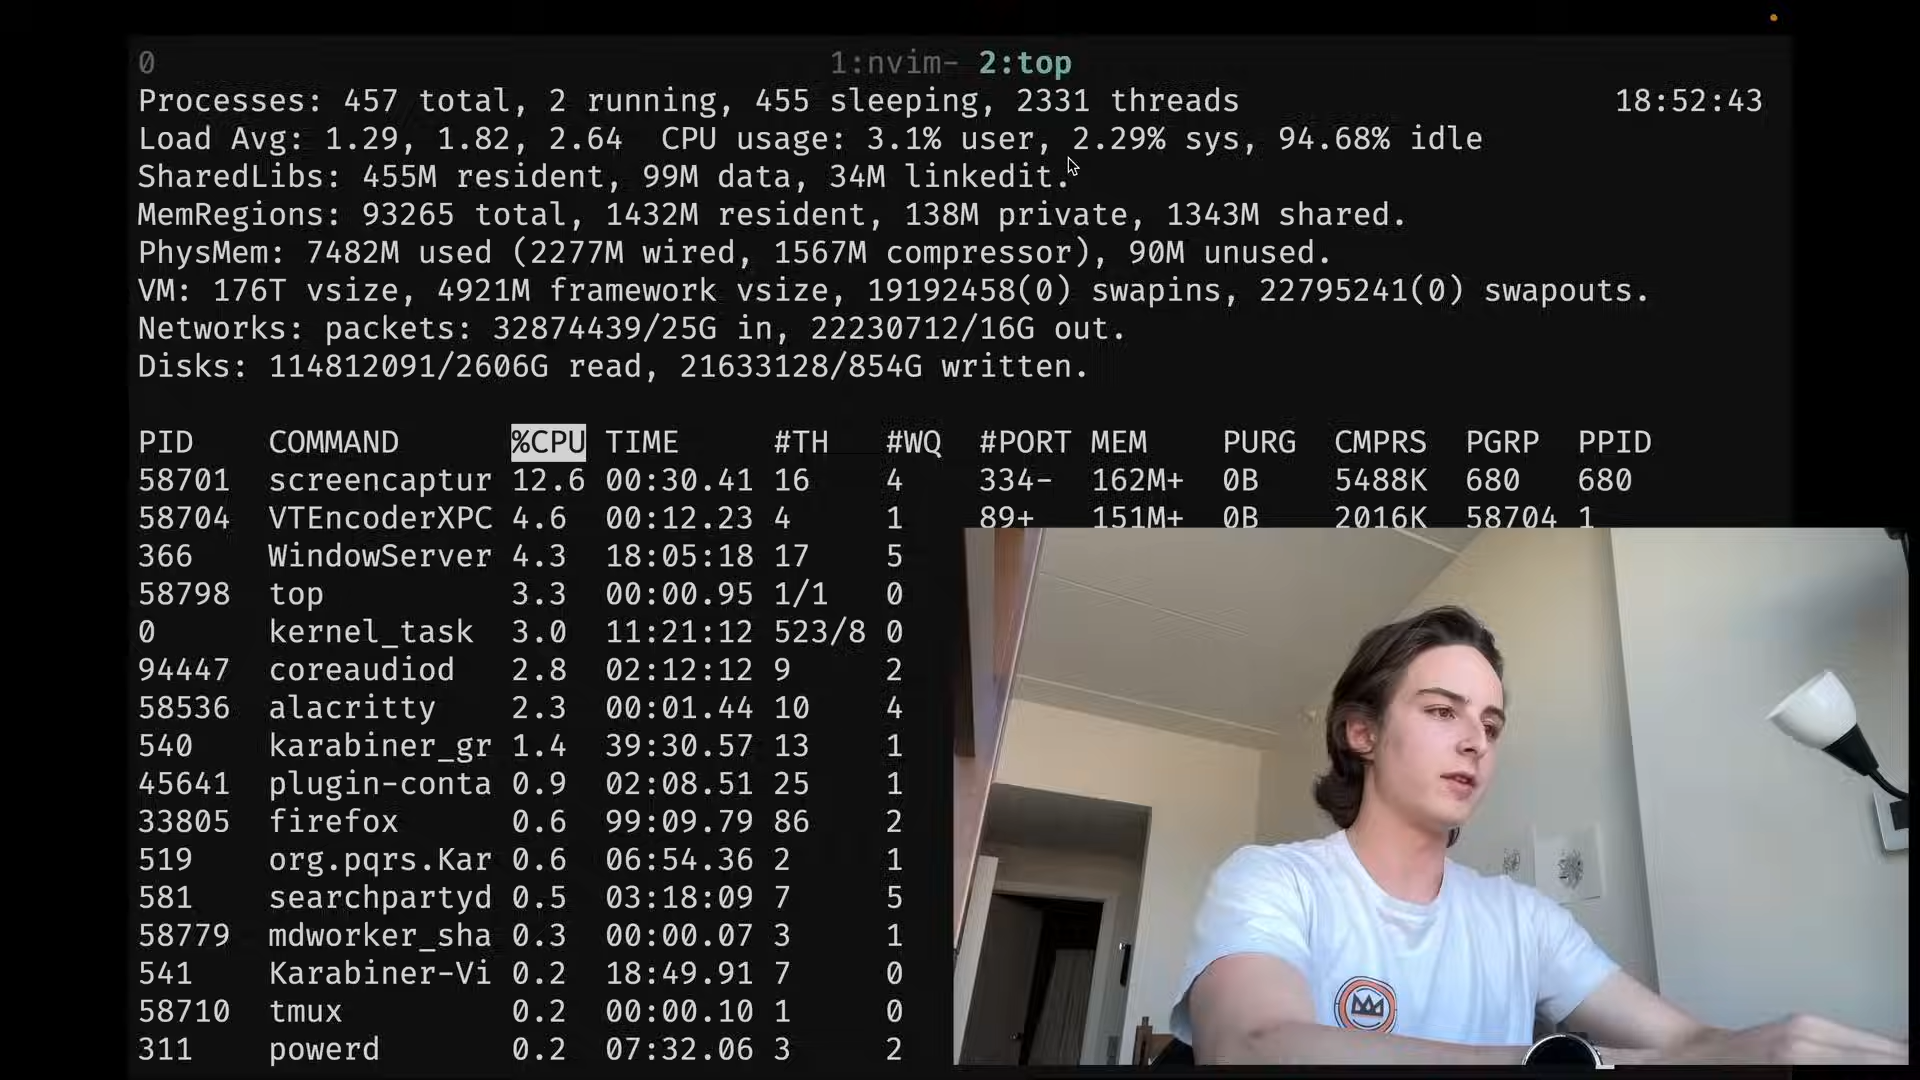 0 1:nvim- 2:top
Processes: 457 total, 2 running, 455 sleeping, 2331 threads 18:52:43
Load Avg: 1.29, 1.82, 2.64 CPU usage: 3.1% user, 2.29% sys, 94.68% idle
SharedLibs: 455M resident, 99M data, 34M linkedit.
MemRegions: 93265 total, 1432M resident, 138M private, 1343M shared.
PhysMem: 7482M used (2277M wired, 1567M compressor), 90M unused.
VM: 176T vsize, 4921M framework vsize, 19192458(0) swapins, 22795241(0) swapouts.
Networks: packets: 32874439/25G in, 22230712/16G out.
Disks: 114812091/2606G read, 21633128/854G written.
PID COMMAND %CPU TIME #TH #WQ #PORT MEM PURG CMPRS PGRP PPID
58701 screencaptur 12.6 00:30.41 16 4 334- 162M+ 0B 5488K 680 680
58704 VTEncoderXPC 4.6 00:12.23 4 1 89+ 151M+ 0B 2016K 58704 1
366 WindowServer 4.3 18:05:18 17 5
58798 top 3.3 00:00.95 1/1 0
0 kernel_task 3.0 11:21:12 523/8 0
94447 coreaudiod 2.8 02:12:12 9 2
58536 alacritty 2.3 00:01.44 10 4
540 karabiner_gr 1.4 39:30.57 13 1
45641 plugin-conta 0.9 02:08.51 25 1
33805 firefox 0.6 99:09.79 86 2
519 org.pqrs.Kar 0.6 06:54.36 2 1
581 searchpartyd 0.5 03:18:09 7 5
58779 mdworker_sha 0.3 00:00.07 3 1
541 Karabiner-Vi 0.2 18:49.91 7 0
58710 tmux 0.2 00:00.10 1 0
311 powerd 0.2 07:32.06 3 2